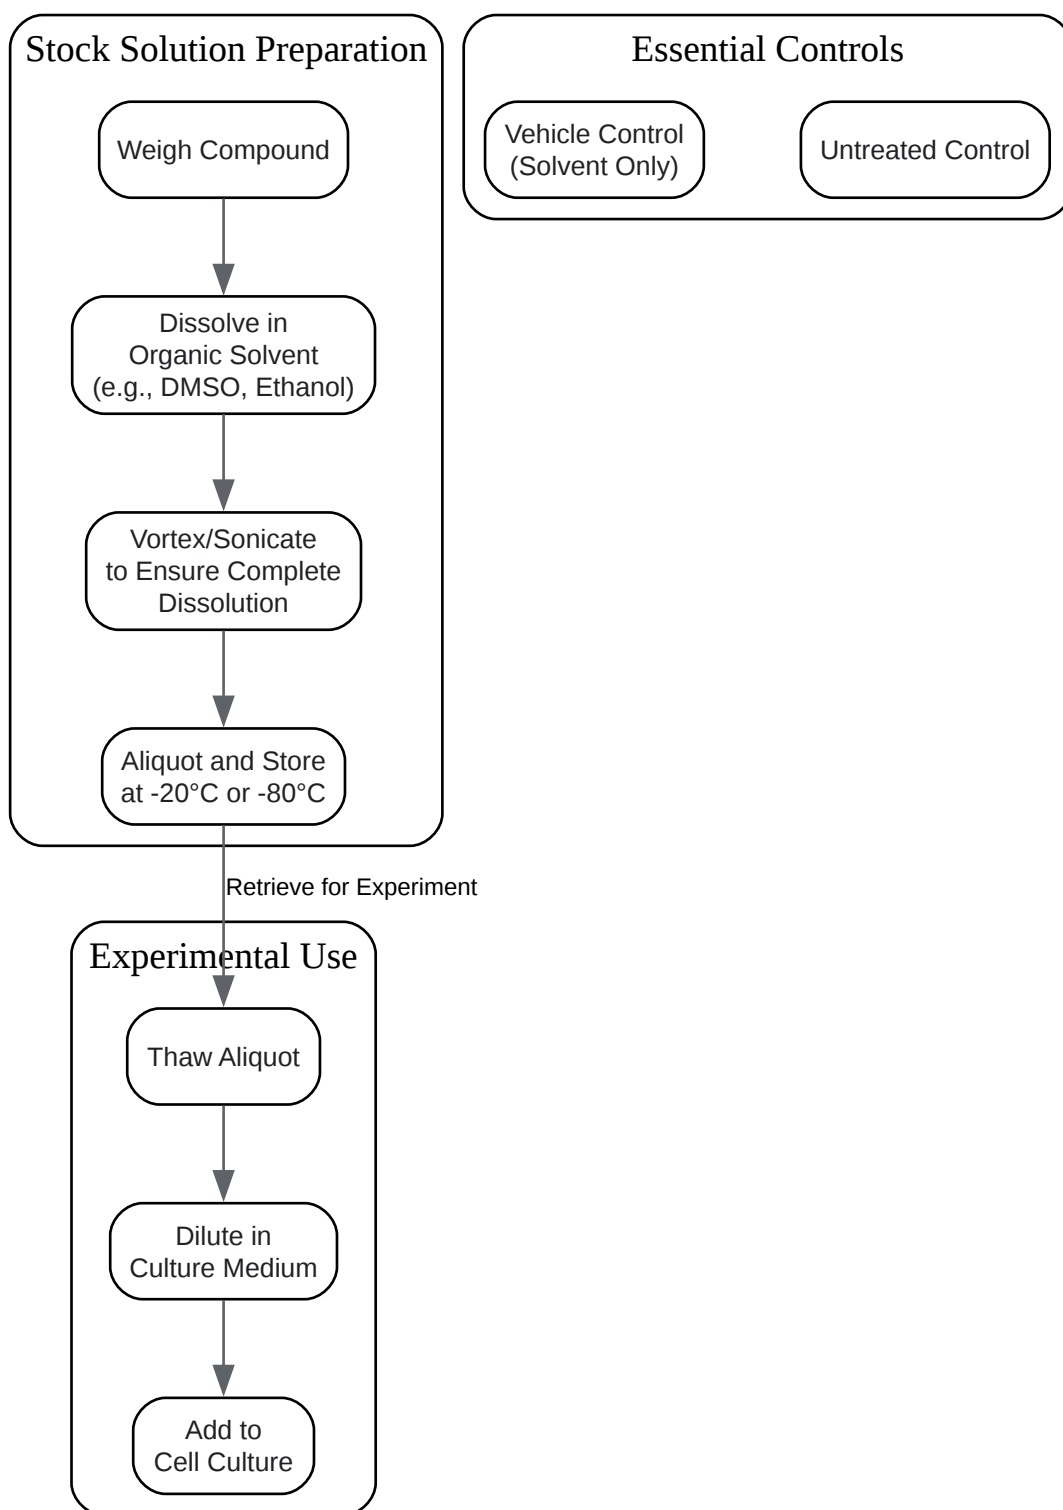 Stock Solution Preparation
Weigh Compound
Dissolve in
Organic Solvent
(e.g., DMSO, Ethanol)
Vortex/Sonicate
to Ensure Complete
Dissolution
Aliquot and Store
at -20°C or -80°C
Retrieve for Experiment
Experimental Use
Thaw Aliquot
Dilute in
Culture Medium
Add to
Cell Culture
Essential Controls
Vehicle Control
(Solvent Only)
Untreated Control